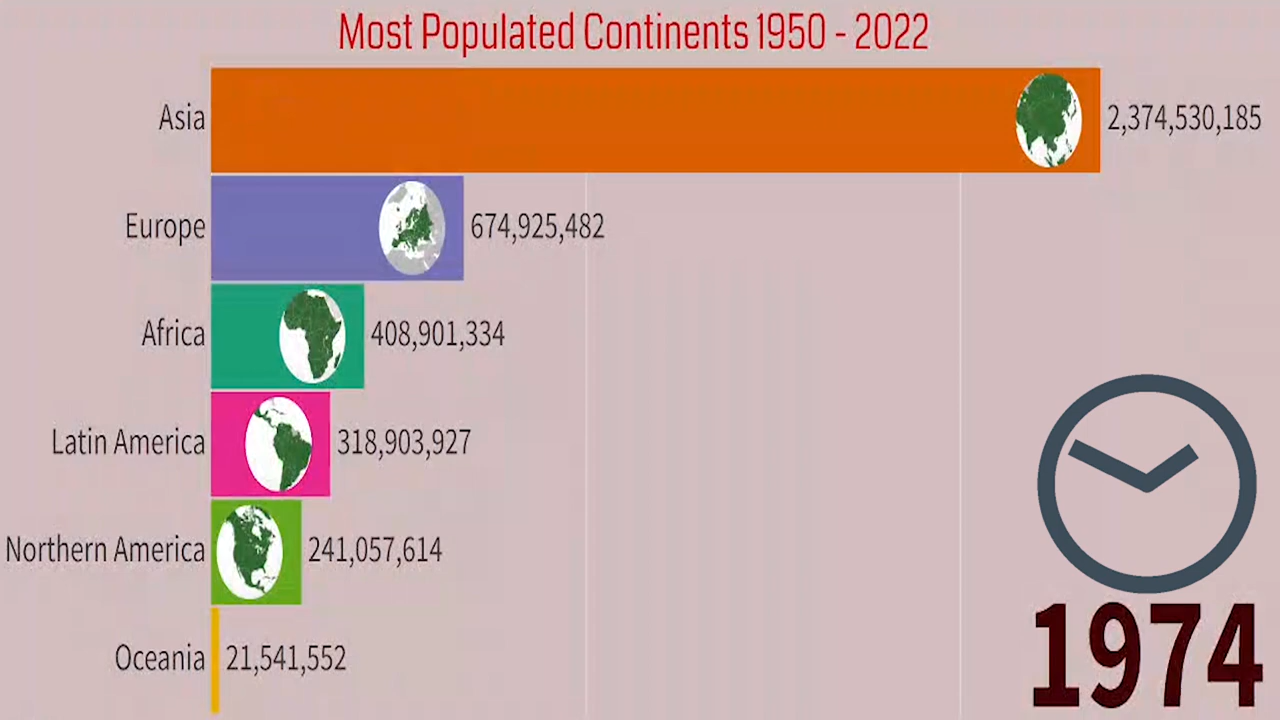 Most Populated Continents 1950 - 2022
Asia 2,374,530,185
Europe 674,925,482
Africa 408,901,334
Latin America 318,903,927
Northern America 241,057,614
Oceania 21,541,552
1974